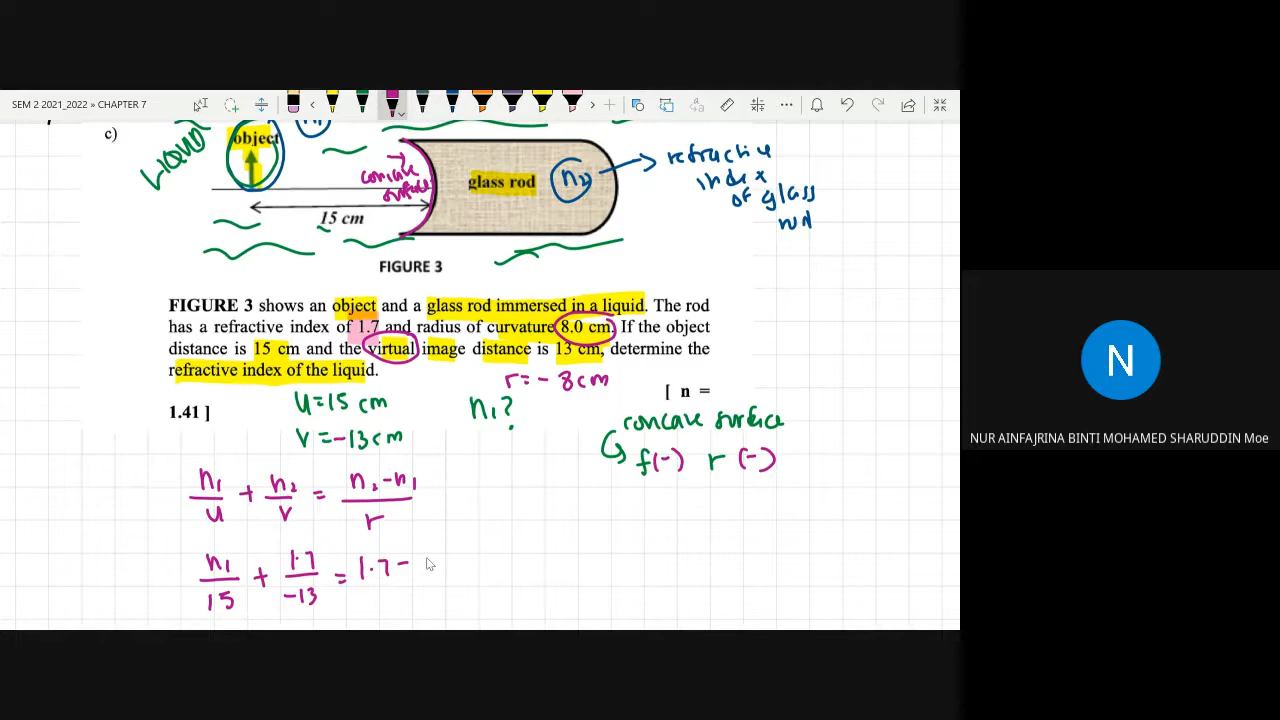 SEM 2 2021_2022 » CHAPTER 7
c)
LIQUID
object
n1
concave
surface
glass rod
n2
refractive
index
of glass
rod
15 cm
FIGURE 3
FIGURE 3 shows an object and a glass rod immersed in a liquid. The rod
has a refractive index of 1.7 and radius of curvature 8.0 cm. If the object
distance is 15 cm and the virtual image distance is 13 cm, determine the
refractive index of the liquid.
r = - 8cm
[ n =
1.41 ]
u = 15 cm
n1?
v = -13cm
concave surface
f(-) r (-)
n1/u + n2/v = n2 - n1/r
n1/15 + 1.7/-13 = 1.7 -
N
NUR AINFAJRINA BINTI MOHAMED SHARUDDIN Moe